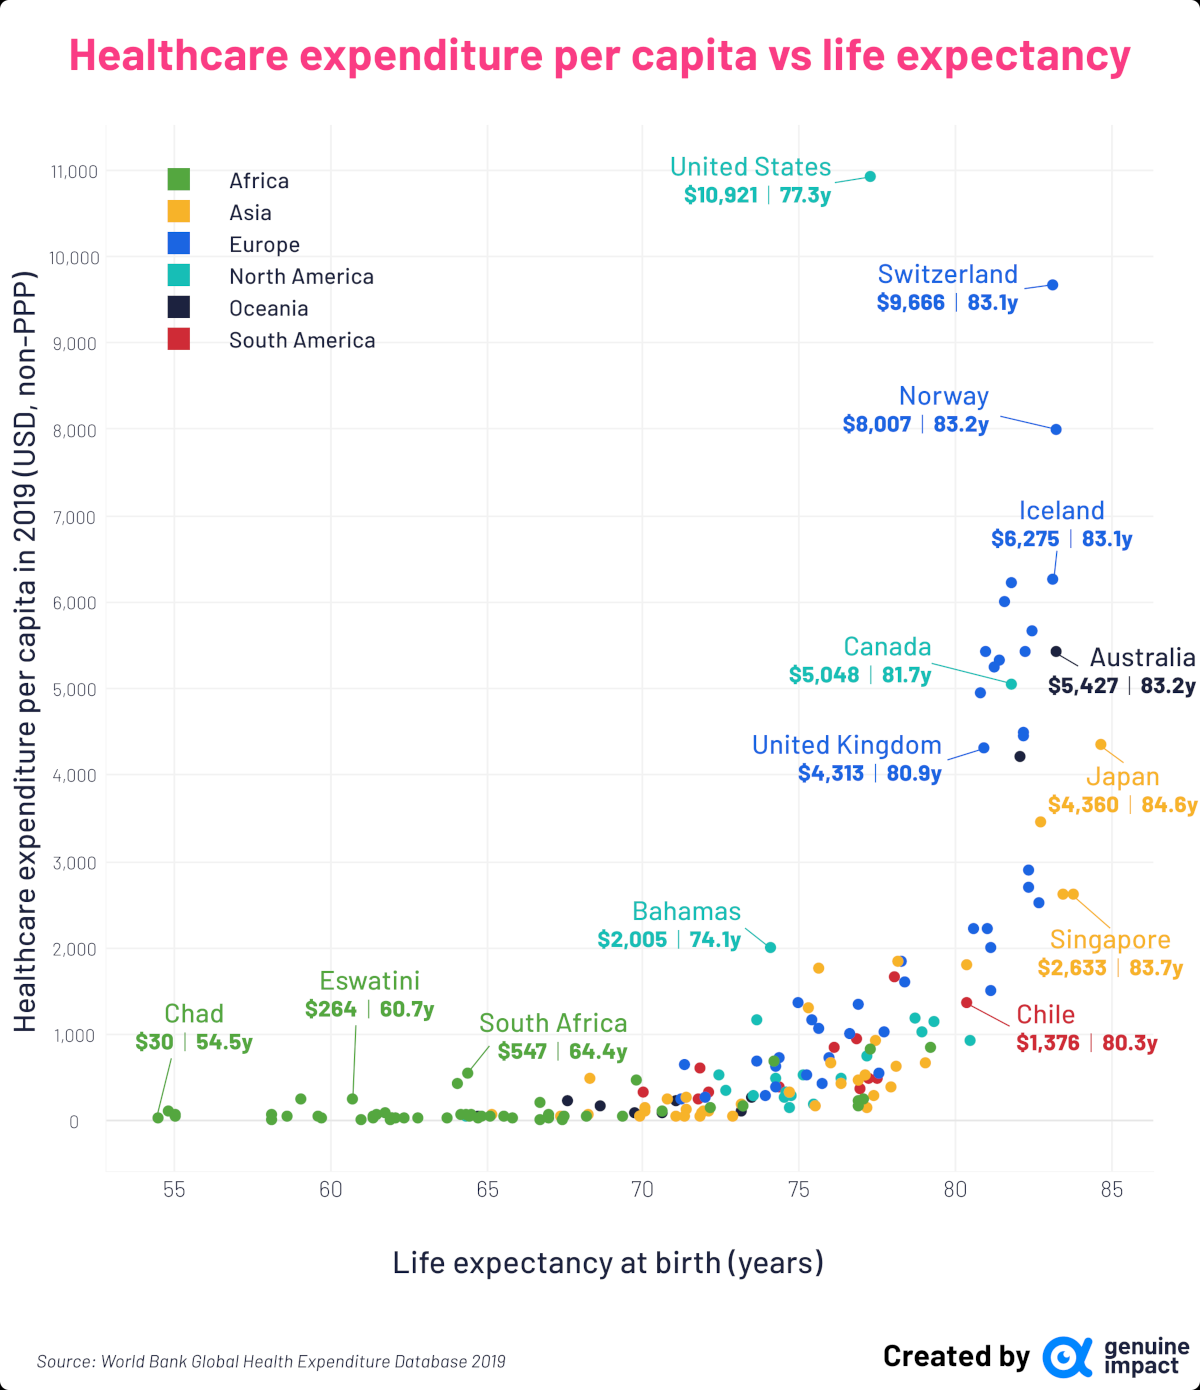 Healthcare expenditure per capita vs life expectancy
Healthcare expenditure per capita in 2019 (USD, non-PPP)
11,000
10,000
9,000
8,000
7,000
6,000
5,000
4,000
3,000
2,000
1,000
0
Africa
Asia
Europe
North America
Oceania
South America
United States
$10,921 | 77.3y
Switzerland
$9,666 | 83.1y
Norway
$8,007 | 83.2y
Iceland
$6,275 | 83.1y
Canada
$5,048 | 81.7y
Australia
$5,427 | 83.2y
United Kingdom
$4,313 | 80.9y
Japan
$4,360 | 84.6y
Bahamas
$2,005 | 74.1y
Singapore
$2,633 | 83.7y
Eswatini
$264 | 60.7y
Chad
$30 | 54.5y
South Africa
$547 | 64.4y
Chile
$1,376 | 80.3y
55
60
65
70
75
80
85
Life expectancy at birth (years)
Source: World Bank Global Health Expenditure Database 2019
Created by
genuine
impact